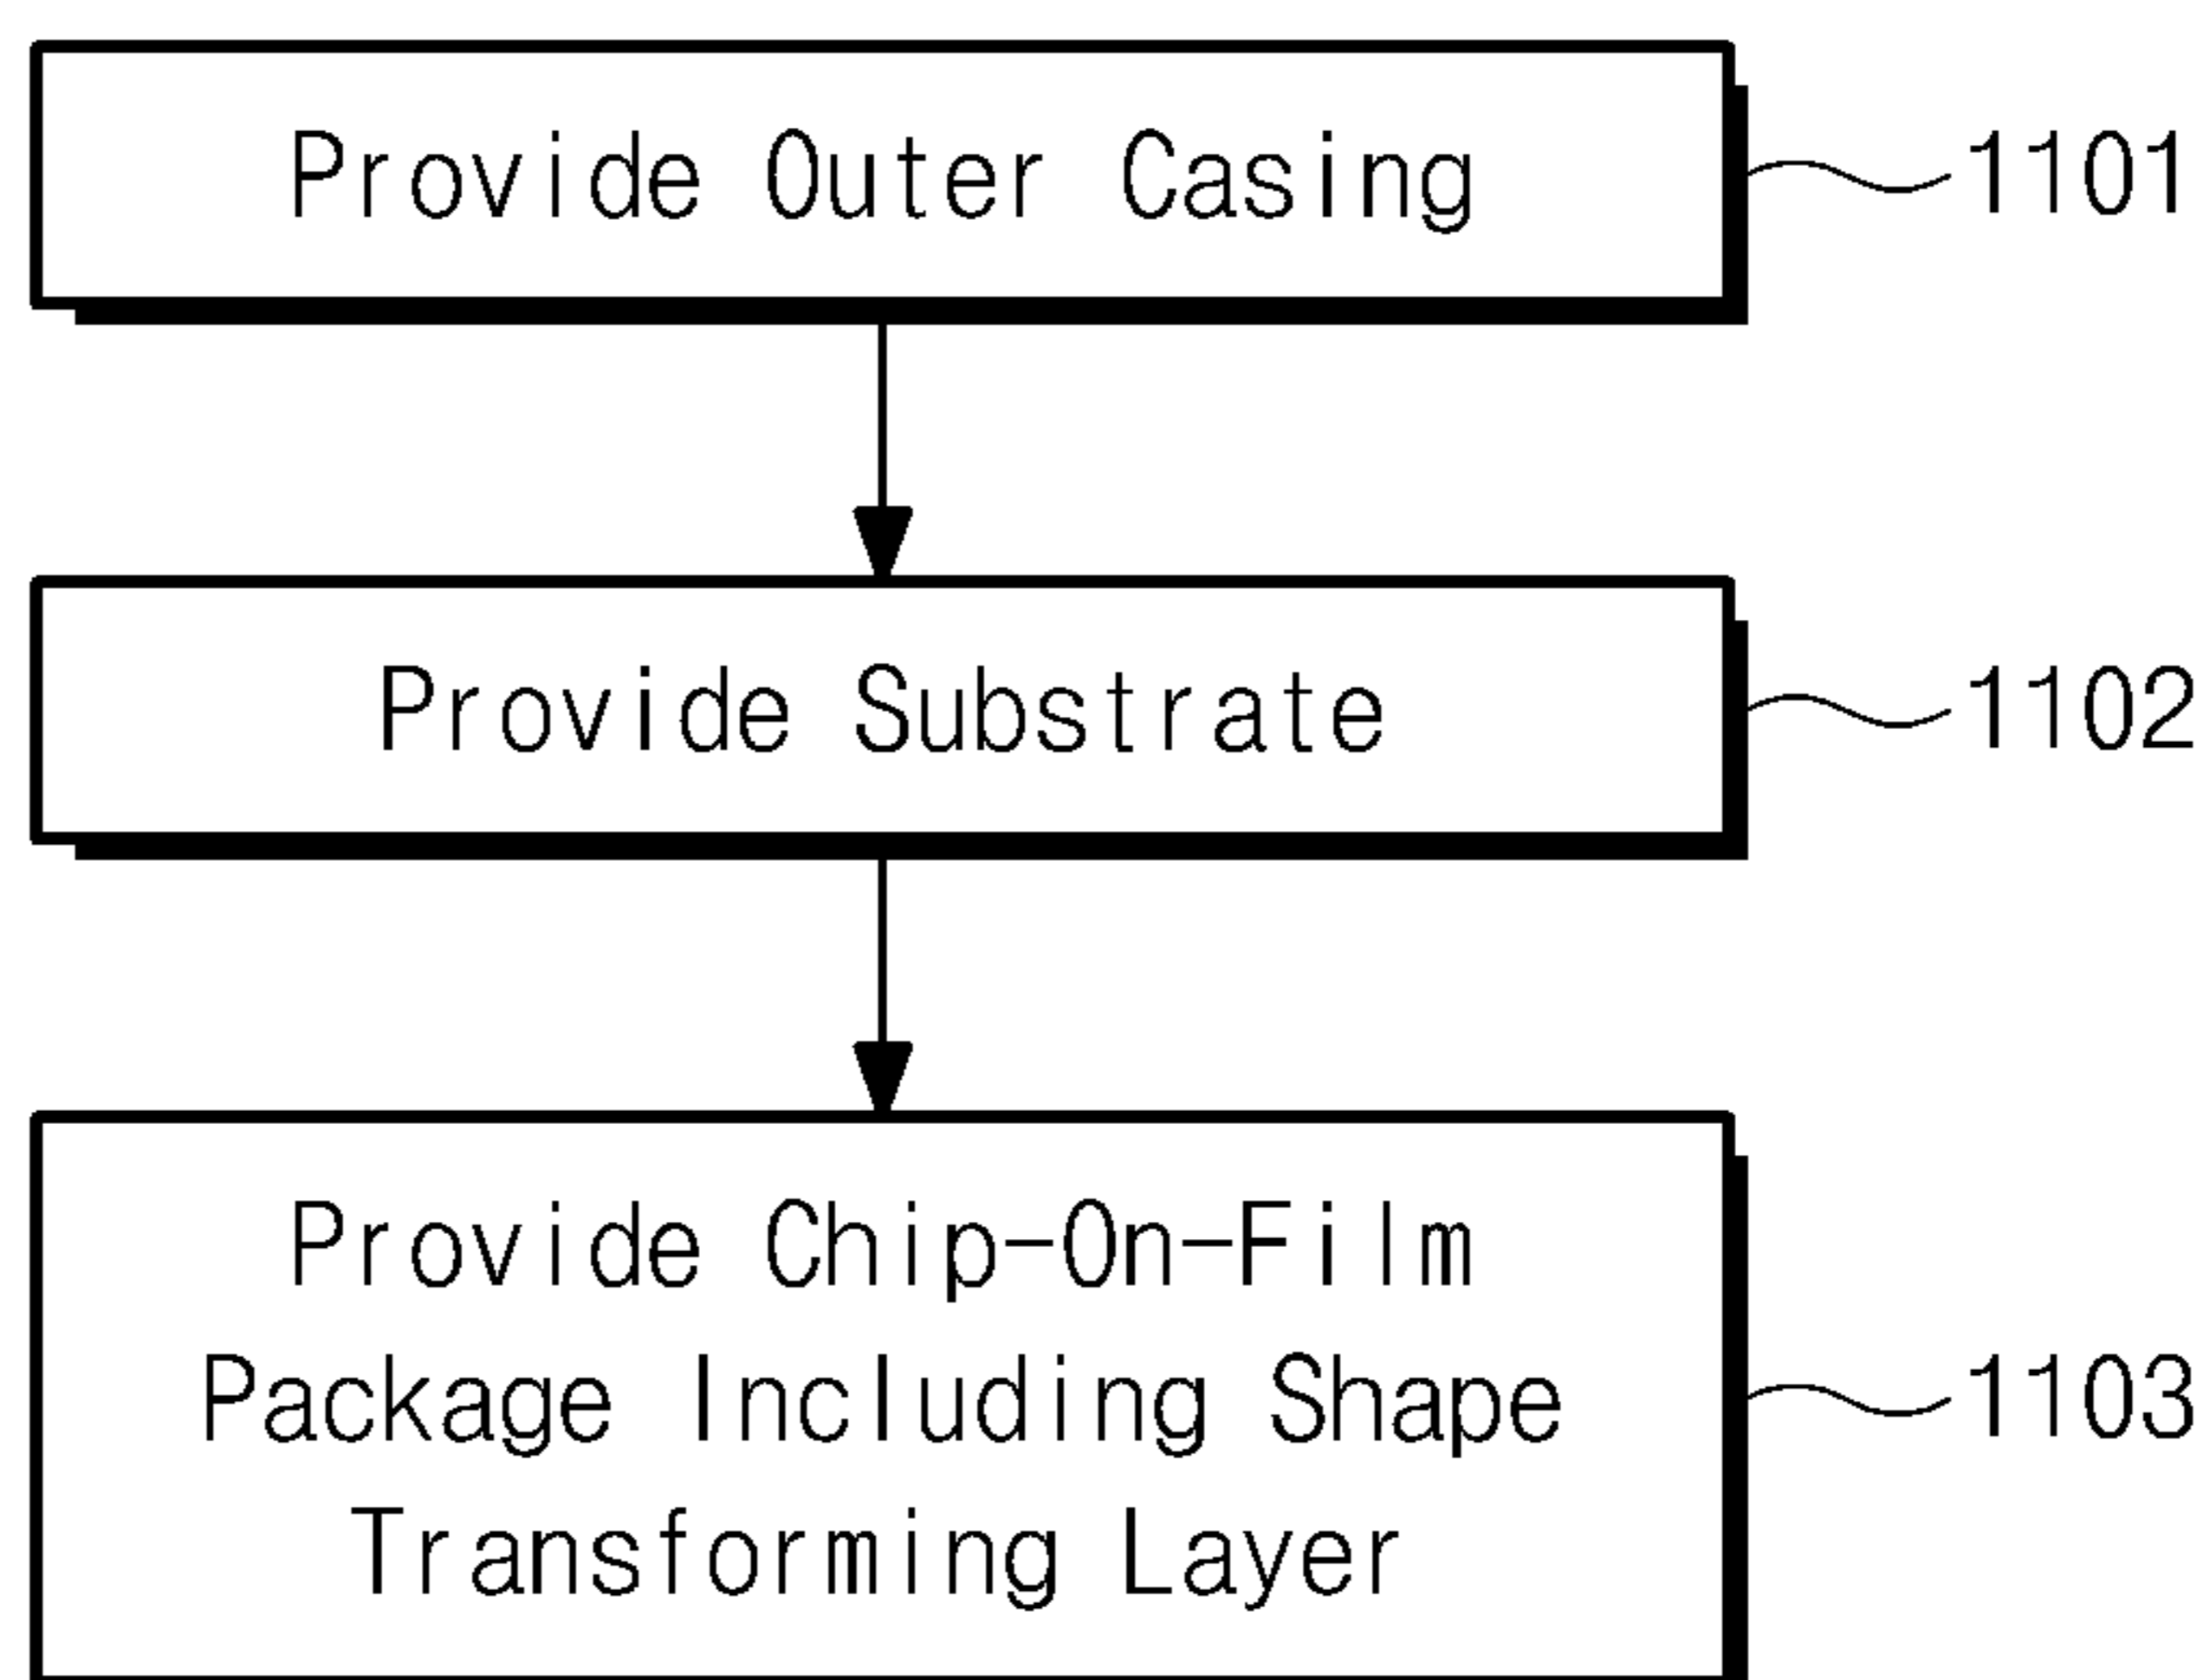 Provide Outer Casing
1101
Provide Substrate
1102
Provide Chip-On-Film
Package Including Shape
Transforming Layer
1103